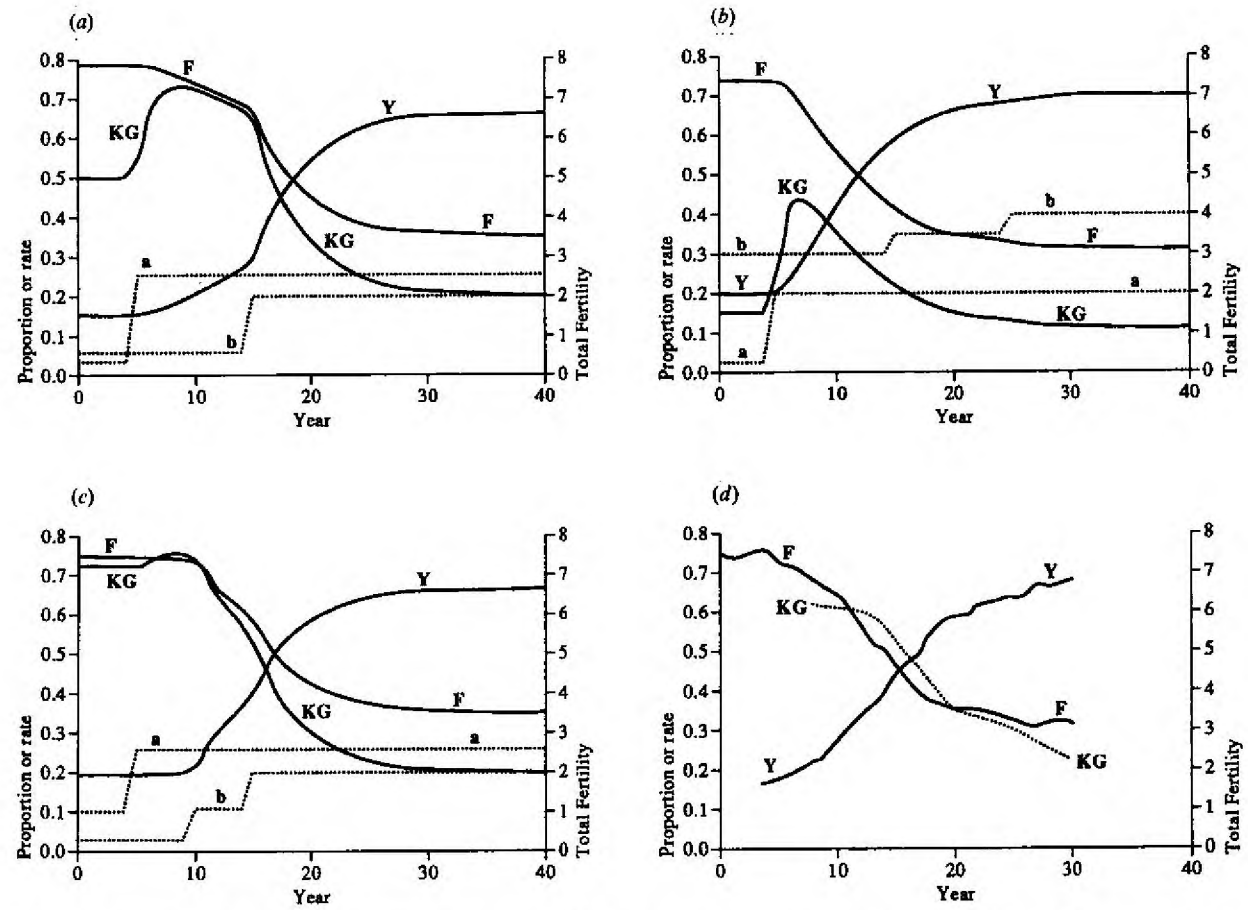 (a)
0.8
0.7
0.6
0.5
0.4
0.3
0.2
0.1
0.0
Proportion or rate
F
KG
Y
F
KG
a
b
8
7
6
5
4
3
2
1
0
Total Fertility
0 10 20 30 40
Year
(b)
0.8
0.7
0.6
0.5
0.4
0.3
0.2
0.1
0.0
Proportion or rate
F
Y
KG
b
b
F
Y
a
KG
a
8
7
6
5
4
3
2
1
0
Total Fertility
0 10 20 30 40
Year
(c)
0.8
0.7
0.6
0.5
0.4
0.3
0.2
0.1
0.0
Proportion or rate
F
KG
Y
F
KG
a
a
b
8
7
6
5
4
3
2
1
0
Total Fertility
0 10 20 30 40
Year
(d)
0.8
0.7
0.6
0.5
0.4
0.3
0.2
0.1
0.0
Proportion or rate
F
Y
KG
F
KG
Y
8
7
6
5
4
3
2
1
0
Total Fertility
0 10 20 30 40
Year